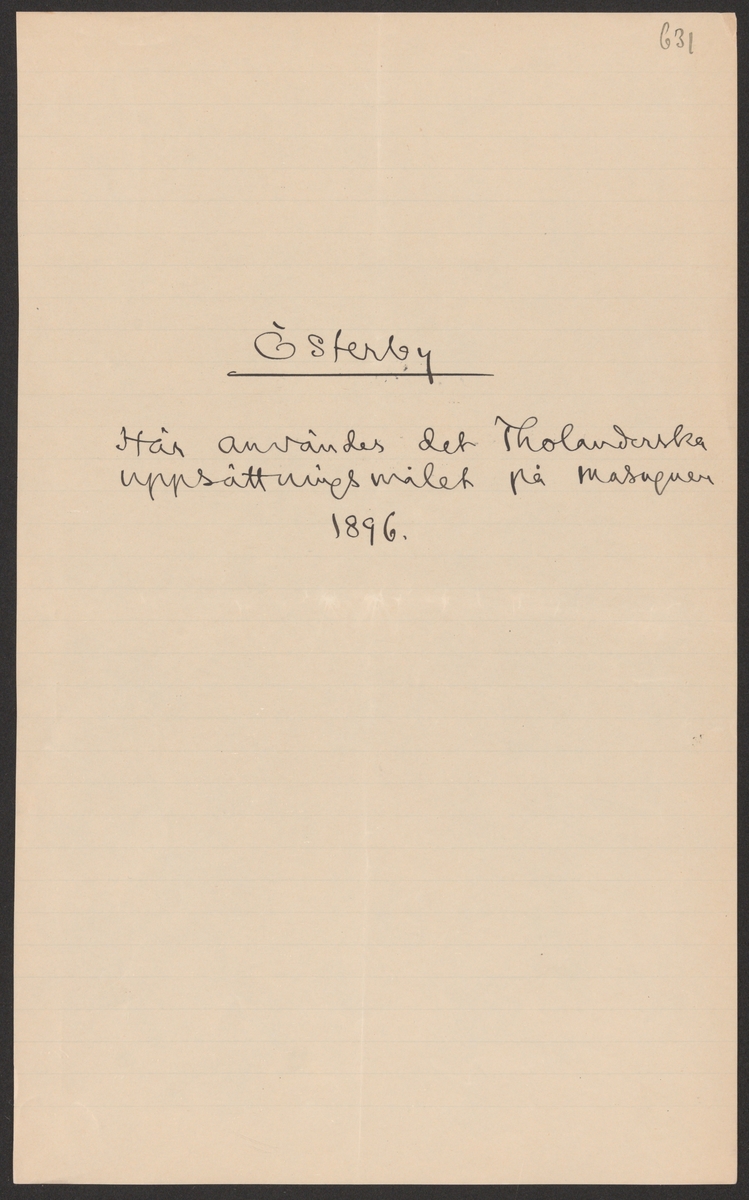 631
Österby
Här användes det Tholanderska
uppsättningsmålet på masugnen
1896.